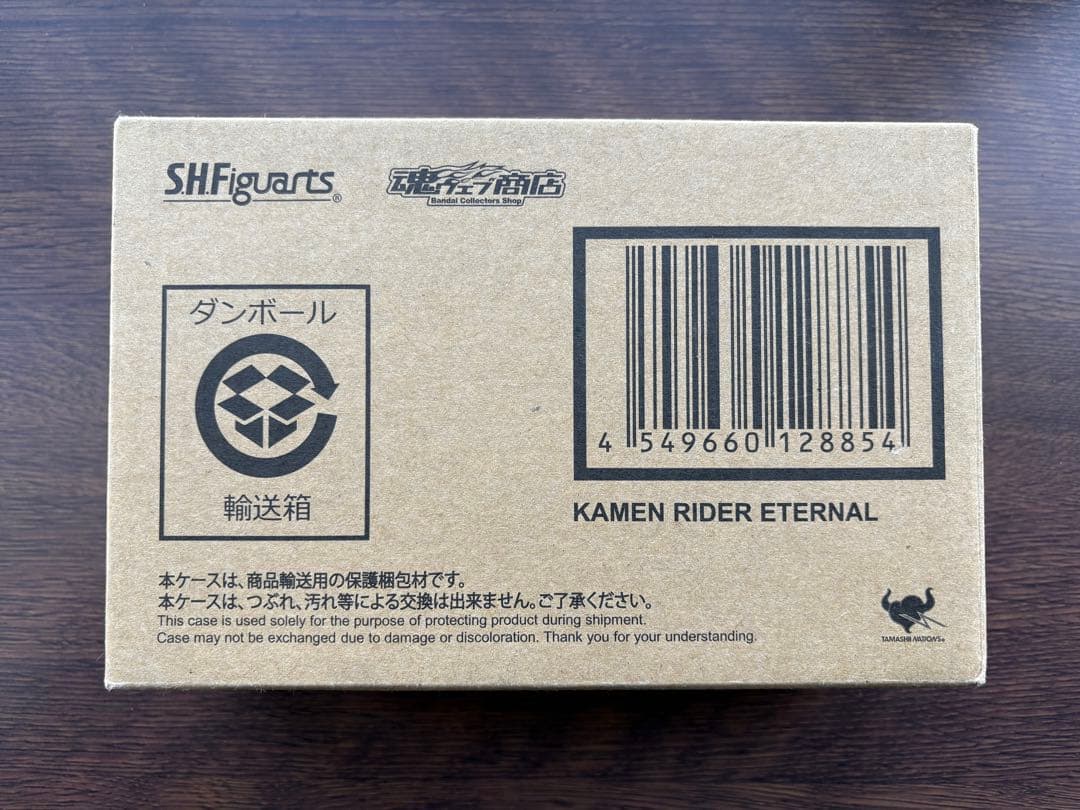 S.H.Figuarts®
魂ウェブ商店
Bandai Collectors Shop
ダンボール
輸送箱
4 549660 128854
KAMEN RIDER ETERNAL
本ケースは、商品輸送用の保護梱包材です。
本ケースは、つぶれ、汚れ等による交換は出来ません。ご了承ください。
This case is used solely for the purpose of protecting product during shipment.
Case may not be exchanged due to damage or discoloration. Thank you for your understanding.
TAMASHII NATIONS®